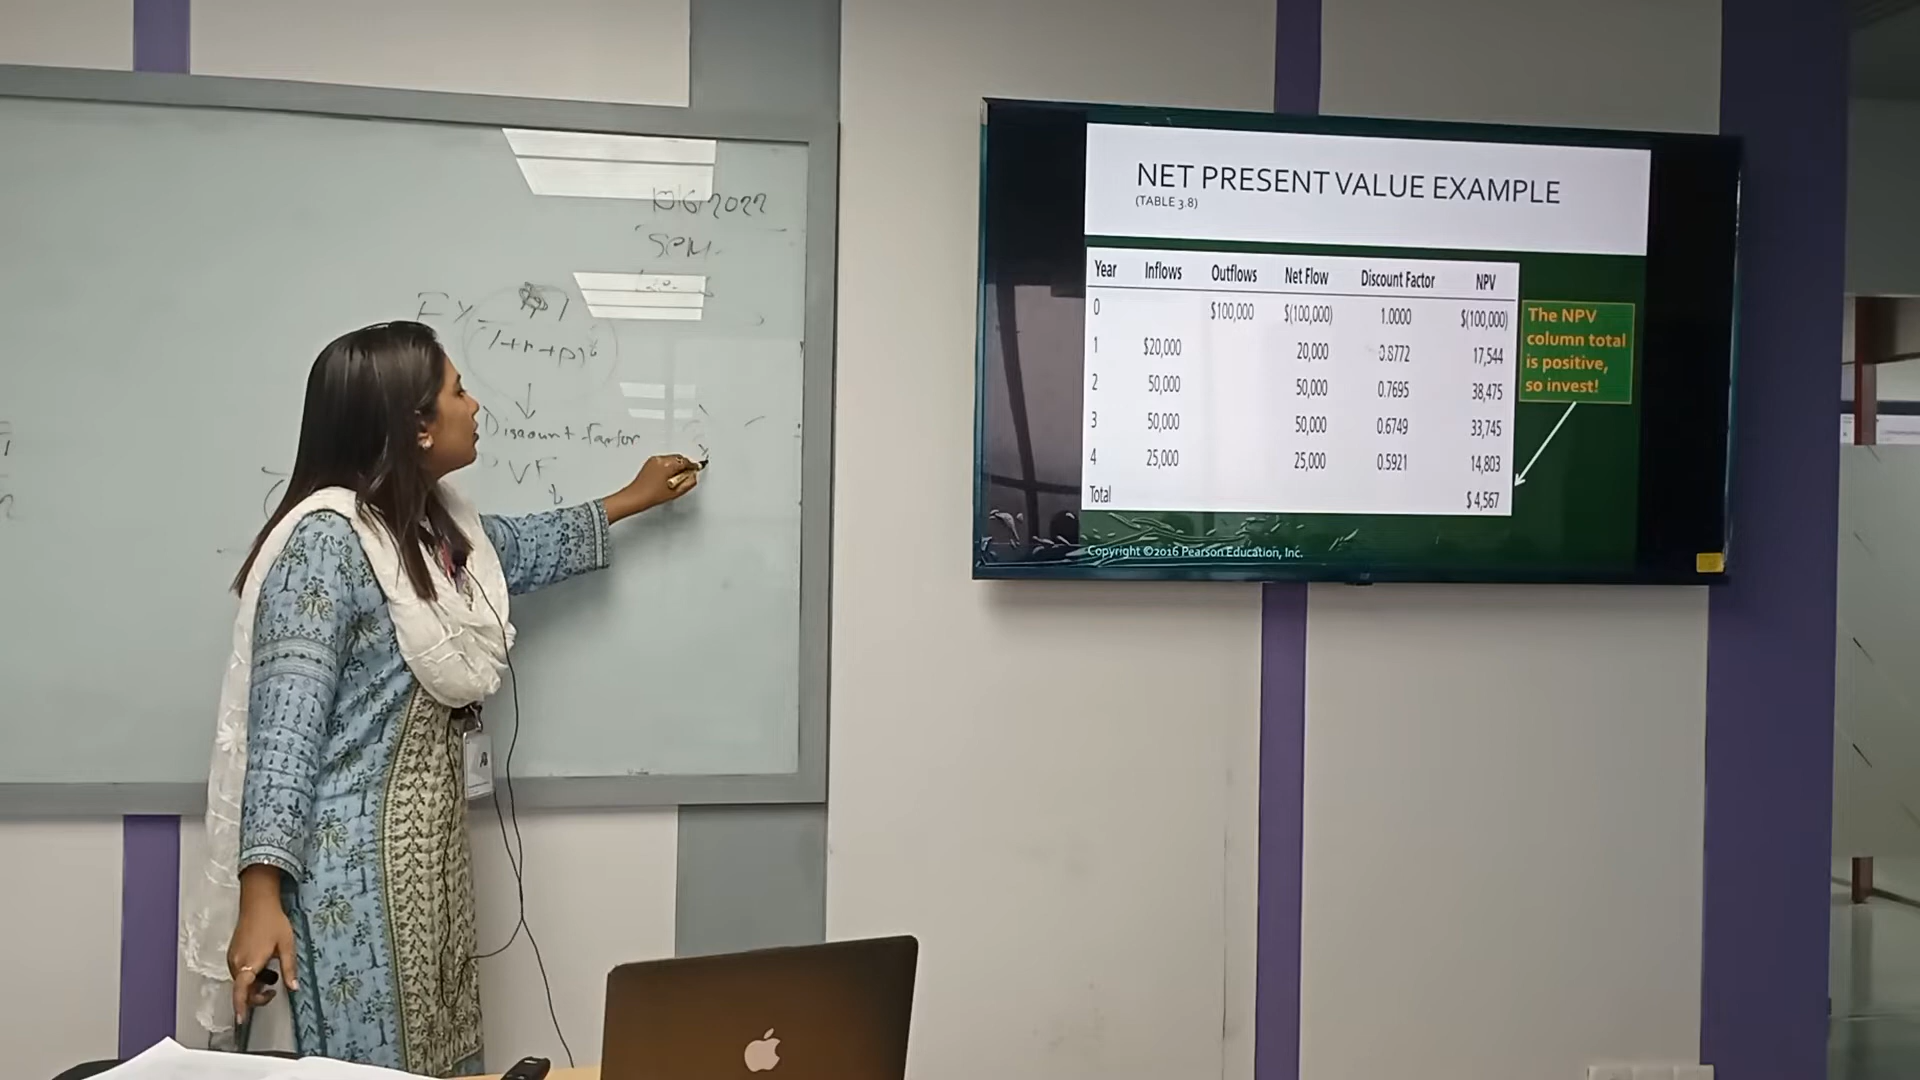 2022
SPM
1
1+r+p)
Discount factor
PVF
NET PRESENT VALUE EXAMPLE
(TABLE 3.8)
Year Inflows Outflows Net Flow Discount Factor NPV
0 $100,000 $(100,000) 1.0000 $(100,000)
1 $20,000 20,000 0.8772 17,544
2 50,000 50,000 0.7695 38,475
3 50,000 50,000 0.6749 33,745
4 25,000 25,000 0.5921 14,803
Total $ 4,567
The NPV
column total
is positive,
so invest!
Copyright ©2016 Pearson Education, Inc.